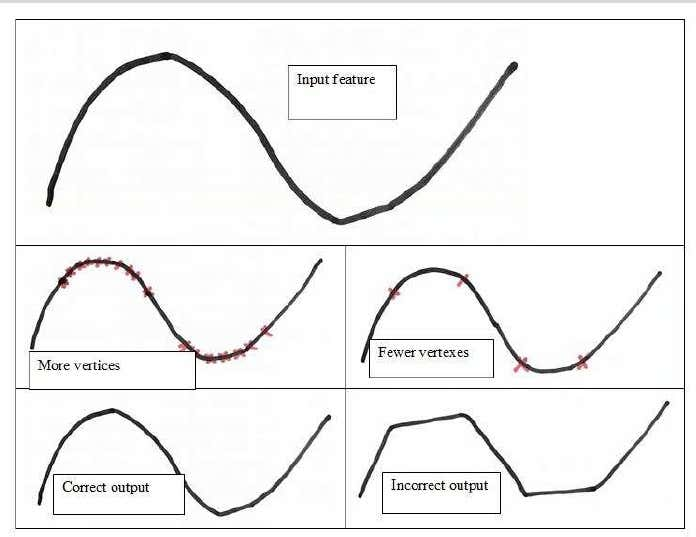 Input feature
More vertices
Fewer vertexes
Correct output
Incorrect output